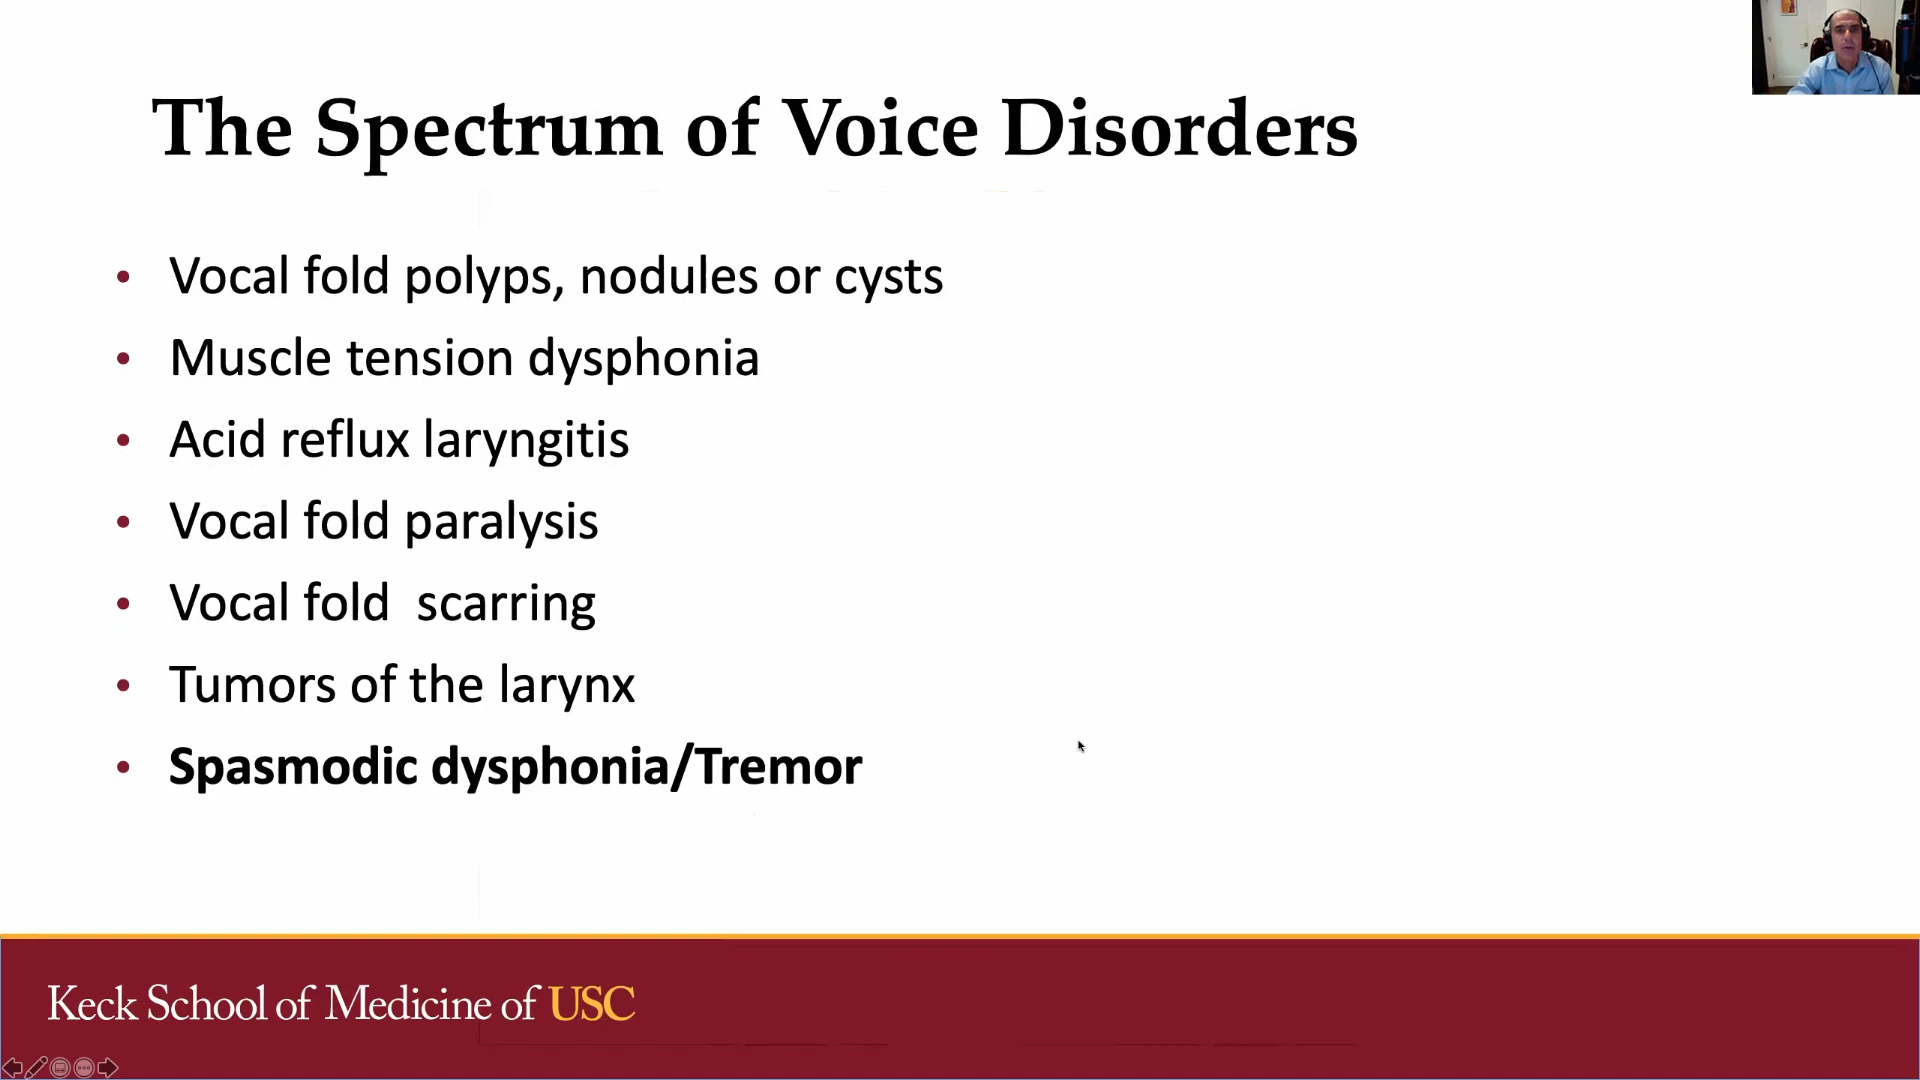 The Spectrum of Voice Disorders
• Vocal fold polyps, nodules or cysts
• Muscle tension dysphonia
• Acid reflux laryngitis
• Vocal fold paralysis
• Vocal fold  scarring
• Tumors of the larynx
• Spasmodic dysphonia/Tremor
Keck School of Medicine of USC